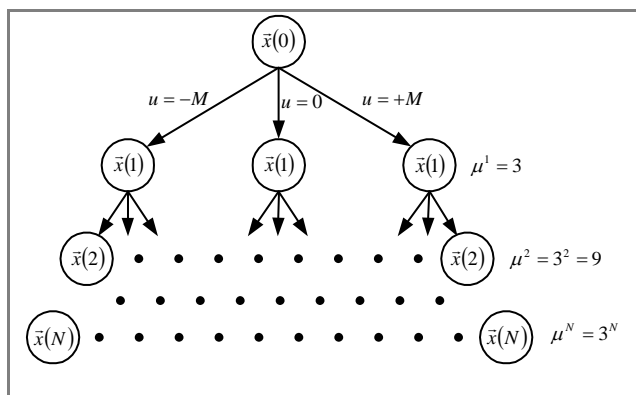 x⃗(0)
u = −M
u = 0
u = +M
x⃗(1)
x⃗(1)
x⃗(1)
μ¹ = 3
x⃗(2)
x⃗(2)
μ² = 3² = 9
x⃗(N)
x⃗(N)
μᴺ = 3ᴺ